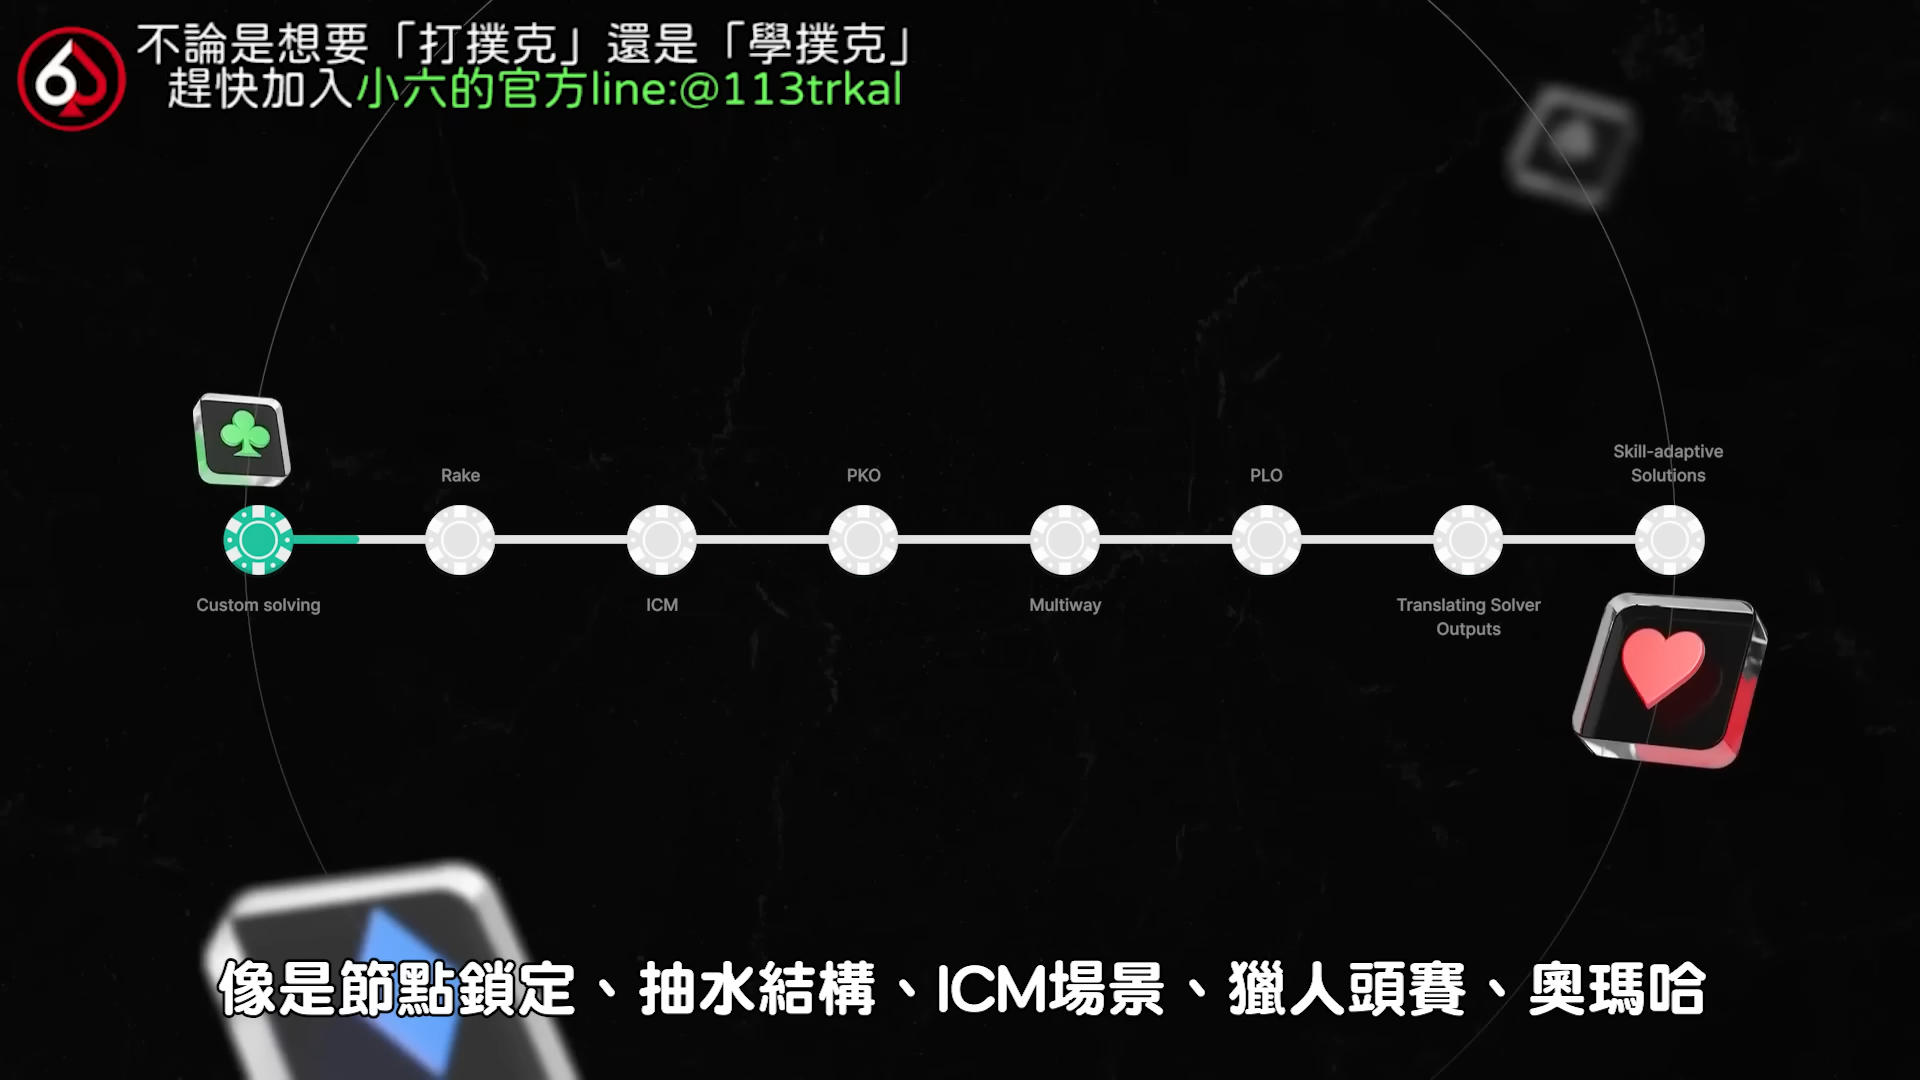 不論是想要「打撲克」還是「學撲克」
趕快加入小六的官方line:@113trkal
6
Skill-adaptive
Solutions
Rake
PKO
PLO
Custom solving
ICM
Multiway
Translating Solver
Outputs
像是節點鎖定、抽水結構、ICM場景、獵人頭賽、奧瑪哈